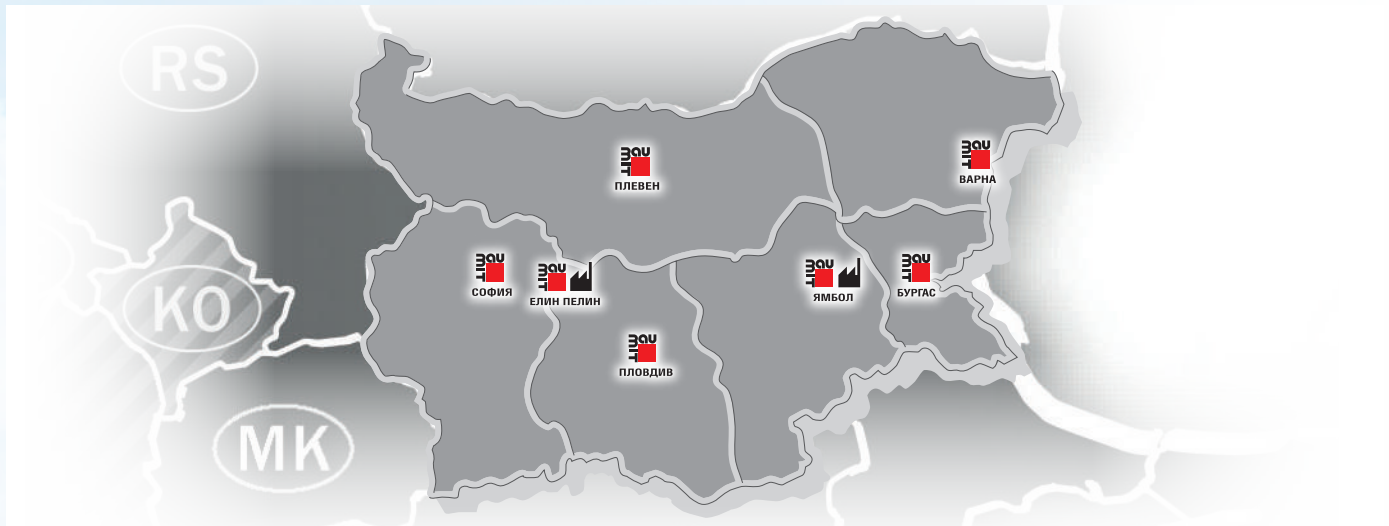 RS
bau
mit
ПЛЕВЕН
bau
mit
ВАРНА
KO
bau
mit
СОФИЯ
bau
mit
ЕЛИН ПЕЛИН
bau
mit
ЯМБОЛ
bau
mit
БУРГАС
bau
mit
ПЛОВДИВ
MK